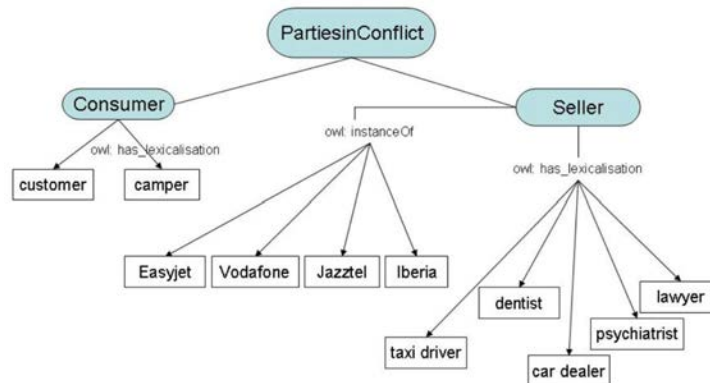 PartiesinConflict
Consumer
Seller
owl: instanceOf
owl: has_lexicalisation
owl: has_lexicalisation
customer
camper
Easyjet
Vodafone
Jazztel
Iberia
lawyer
dentist
psychiatrist
taxi driver
car dealer